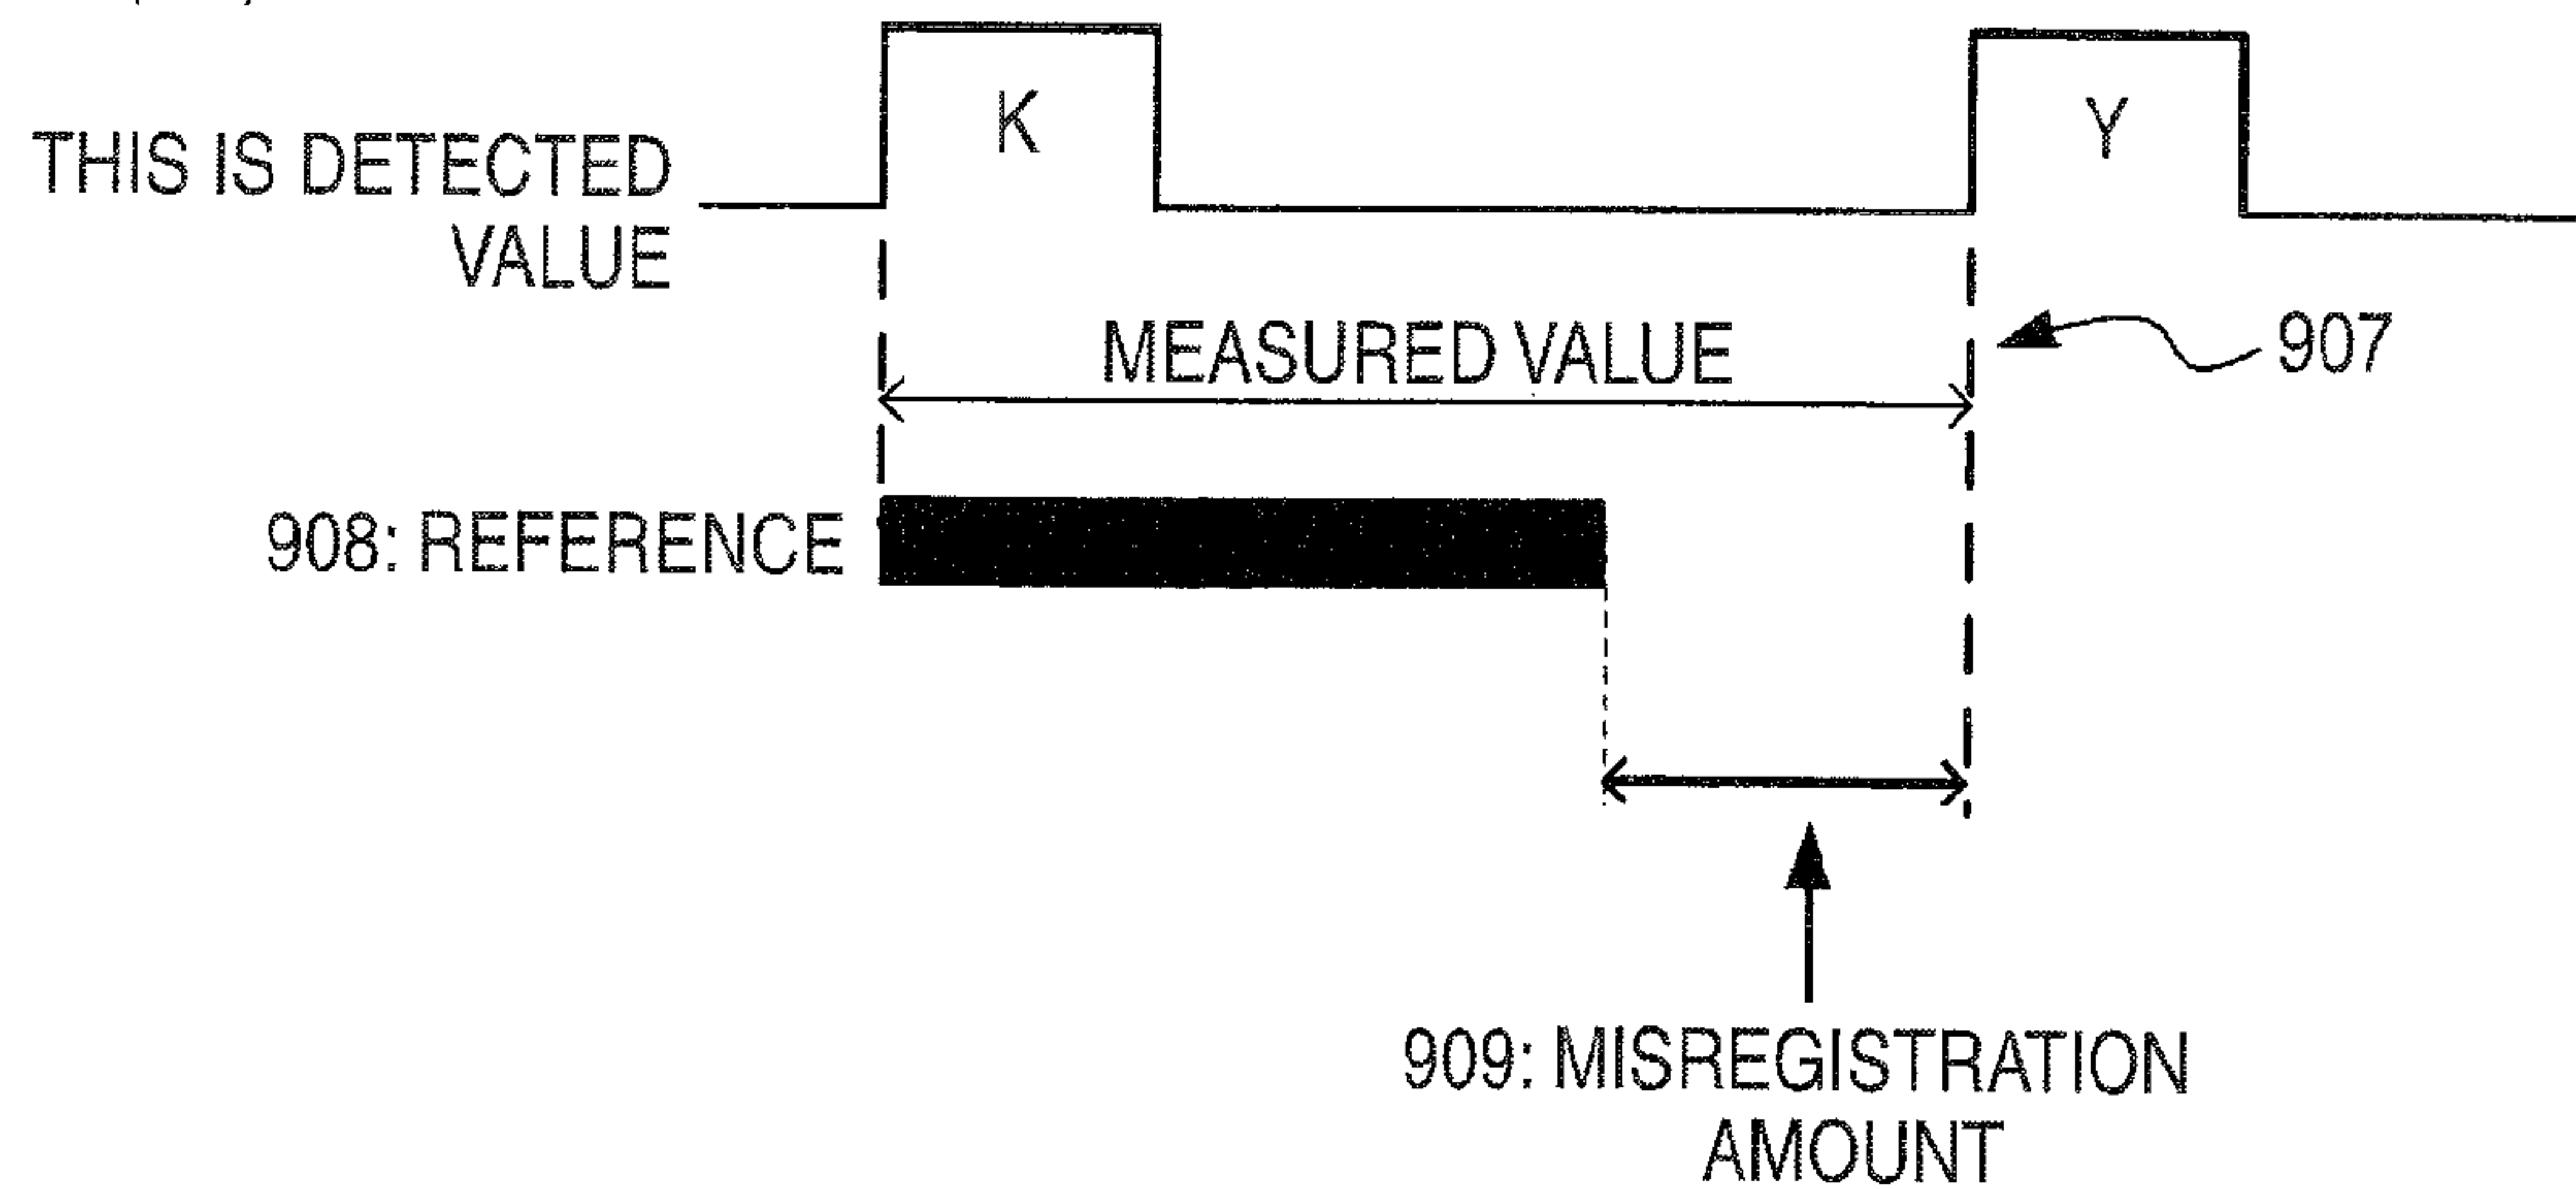 K
Y
THIS IS DETECTED
VALUE
MEASURED VALUE
907
908: REFERENCE
909: MISREGISTRATION
AMOUNT